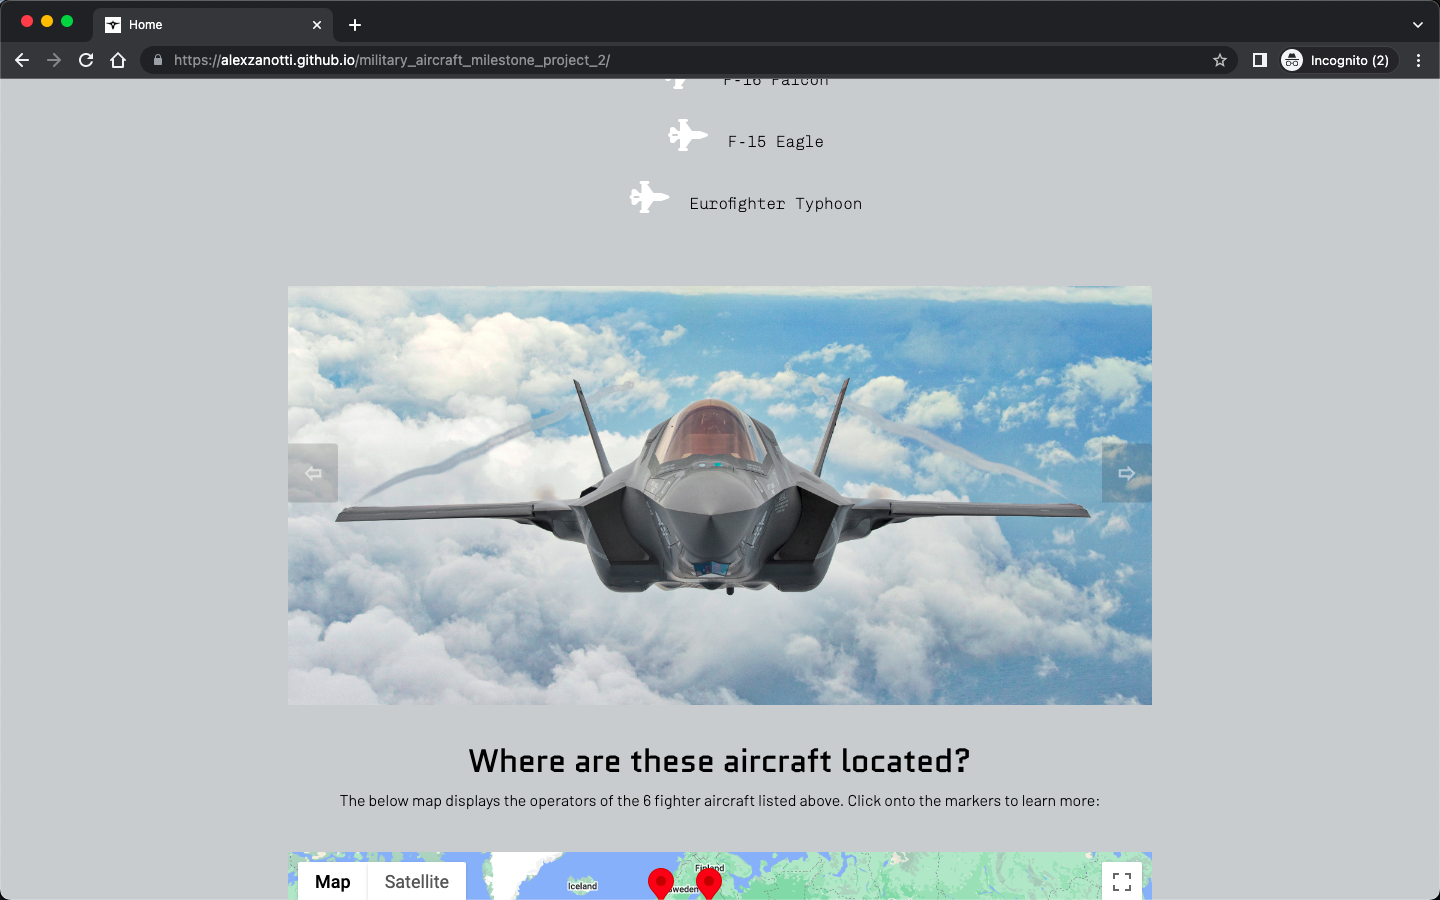 Home
https://alexzanotti.github.io/military_aircraft_milestone_project_2/
Incognito (2)
F-16 Falcon
F-15 Eagle
Eurofighter Typhoon
Where are these aircraft located?
The below map displays the operators of the 6 fighter aircraft listed above. Click onto the markers to learn more:
Map
Satellite
Iceland
Finland
Sweden